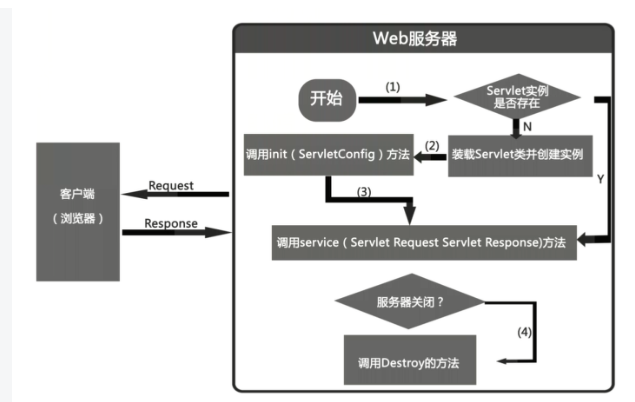 Web服务器
开始
(1)
Servlet实例
是否存在
N
调用init（ServletConfig）方法
(2)
装载Servlet类并创建实例
Y
客户端
（浏览器）
Request
Response
(3)
调用service（Servlet Request Servlet Response)方法
服务器关闭？
(4)
调用Destroy的方法